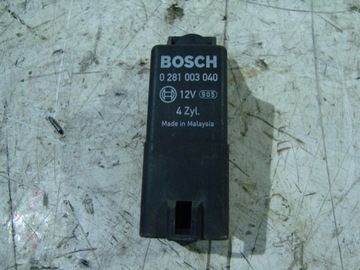 BOSCH
0 281 003 040
12V 905
4 Zyl.
Made in Malaysia